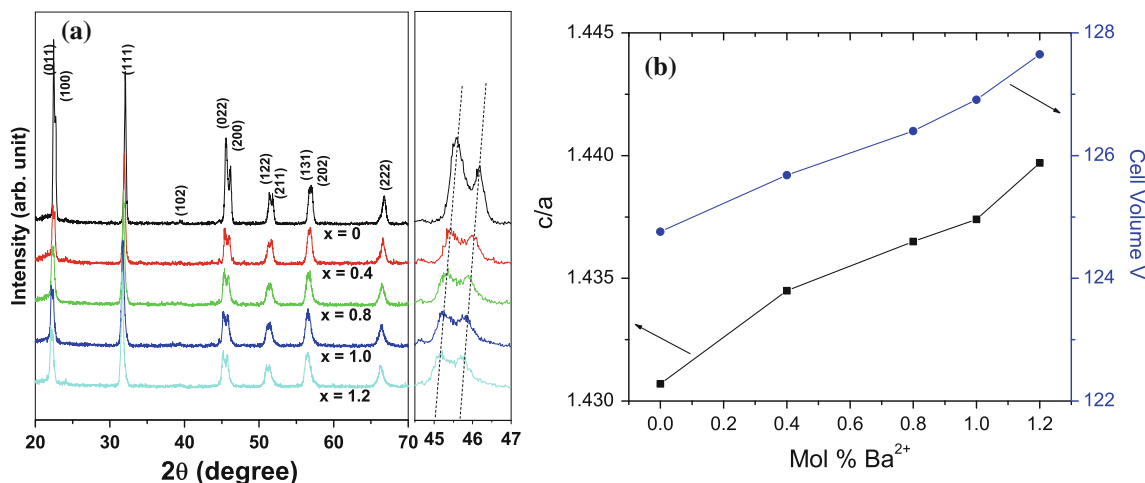 (a)
(011)
(100)
(111)
(102)
(022)
(200)
(122)
(211)
(131)
(202)
(222)
x = 0
x = 0.4
x = 0.8
x = 1.0
x = 1.2
Intensity (arb. unit)
20 30 40 50 60 70
45 46 47
2θ (degree)
(b)
1.445
1.440
1.435
1.430
c/a
128
126
124
122
Cell Volume V
0.0 0.2 0.4 0.6 0.8 1.0 1.2
Mol % Ba²⁺